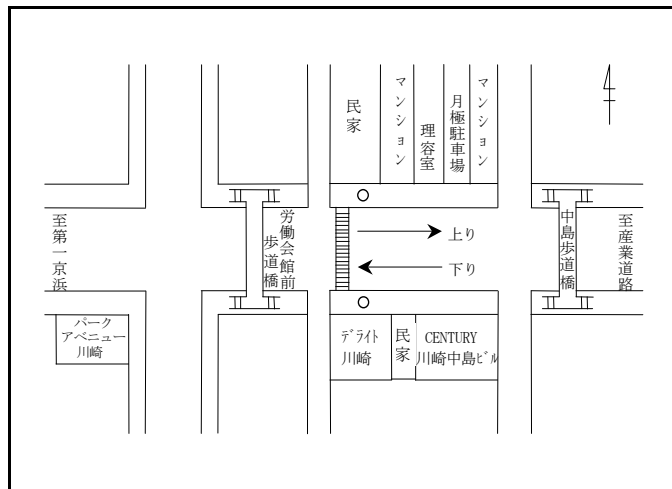 民家
マンション
理容室
月極駐車場
マンション
至第一京浜
労働会館前
歩道橋
上り
下り
中島歩道橋
至産業道路
パーク
アベニュー
川崎
ﾃﾞﾗｲﾄ
川崎
民家
CENTURY
川崎中島ﾋﾞﾙ